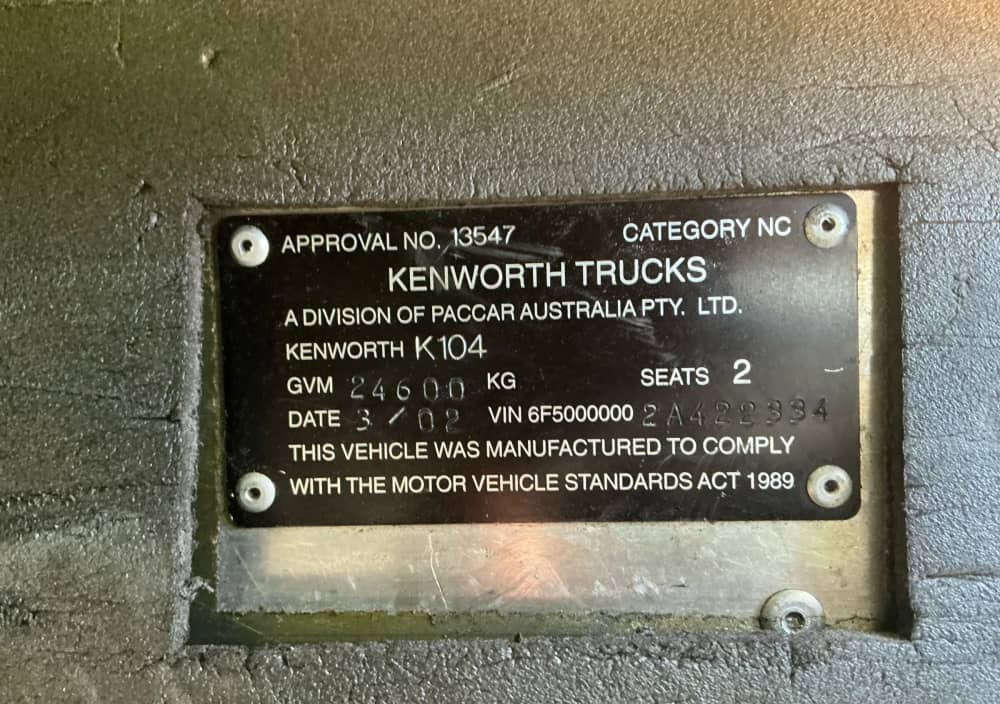 APPROVAL NO. 13547 CATEGORY NC
KENWORTH TRUCKS
A DIVISION OF PACCAR AUSTRALIA PTY. LTD.
KENWORTH K104
GVM 24600 KG SEATS 2
DATE 3/02 VIN 6F5000000 2A422334
THIS VEHICLE WAS MANUFACTURED TO COMPLY
WITH THE MOTOR VEHICLE STANDARDS ACT 1989